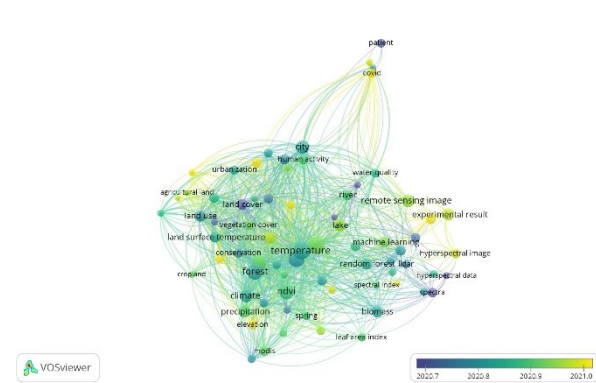 patient
covid
city
human activity
urbanization
water quality
agricultural land
river
remote sensing image
land cover
experimental result
land use
vegetation cover
lake
land surface temperature
machine learning
temperature
conservation
hyperspectral image
random forest
lidar
cropland
forest
hyperspectral data
spectral index
ndvi
spectra
climate
precipitation
spring
biomass
elevation
leaf area index
modis
VOSviewer
2020.7 2020.8 2020.9 2021.0